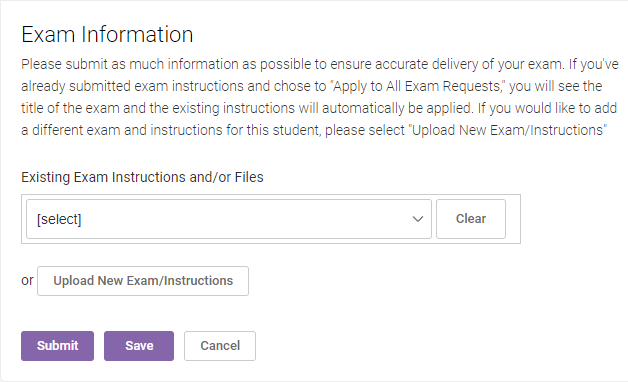 Exam Information
Please submit as much information as possible to ensure accurate delivery of your exam. If you've
already submitted exam instructions and chose to "Apply to All Exam Requests," you will see the
title of the exam and the existing instructions will automatically be applied. If you would like to add
a different exam and instructions for this student, please select "Upload New Exam/Instructions"
Existing Exam Instructions and/or Files
[select] Clear
or Upload New Exam/Instructions
Submit Save Cancel